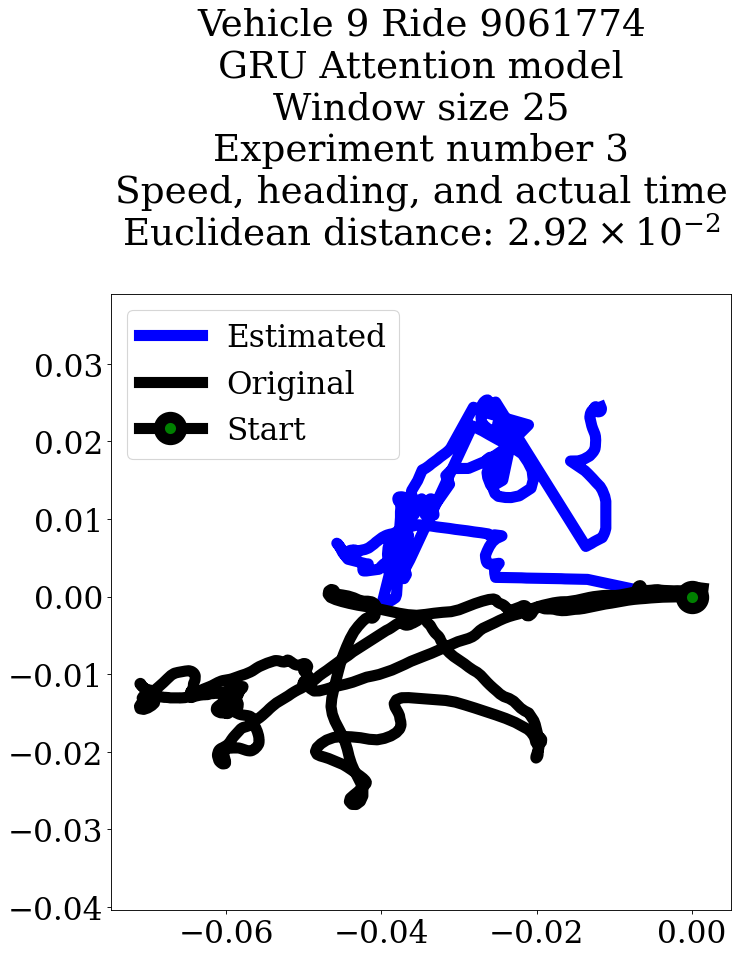 Vehicle 9 Ride 9061774
GRU Attention model
Window size 25
Experiment number 3
Speed, heading, and actual time
Euclidean distance: 2.92 × 10⁻²
Estimated
Original
Start
0.03
0.02
0.01
0.00
−0.01
−0.02
−0.03
−0.04
−0.06
−0.04
−0.02
0.00